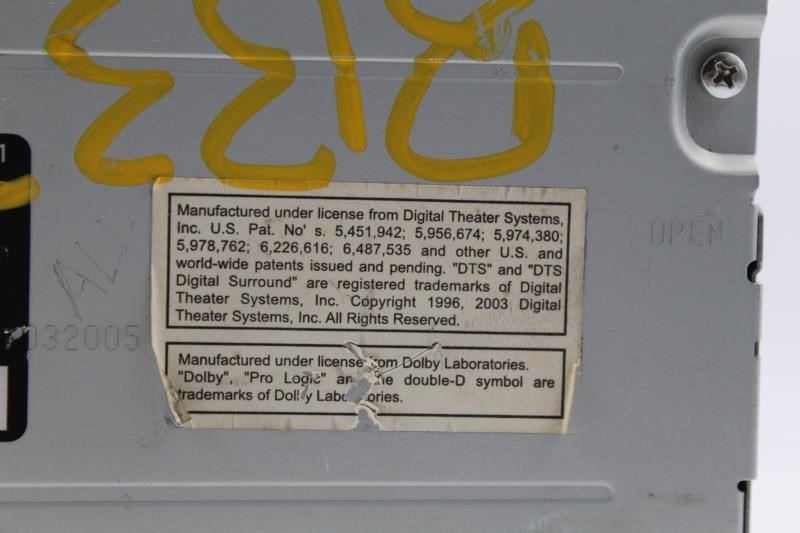 R133
1
Manufactured under license from Digital Theater Systems,
Inc. U.S. Pat. No' s. 5,451,942; 5,956,674; 5,974,380;
5,978,762; 6,226,616; 6,487,535 and other U.S. and
world-wide patents issued and pending. "DTS" and "DTS
Digital Surround" are registered trademarks of Digital
Theater Systems, Inc. Copyright 1996, 2003 Digital
Theater Systems, Inc. All Rights Reserved.
OPEN
AL
032005
Manufactured under license from Dolby Laboratories.
"Dolby", "Pro Logic" and the double-D symbol are
trademarks of Dolby Laboratories.